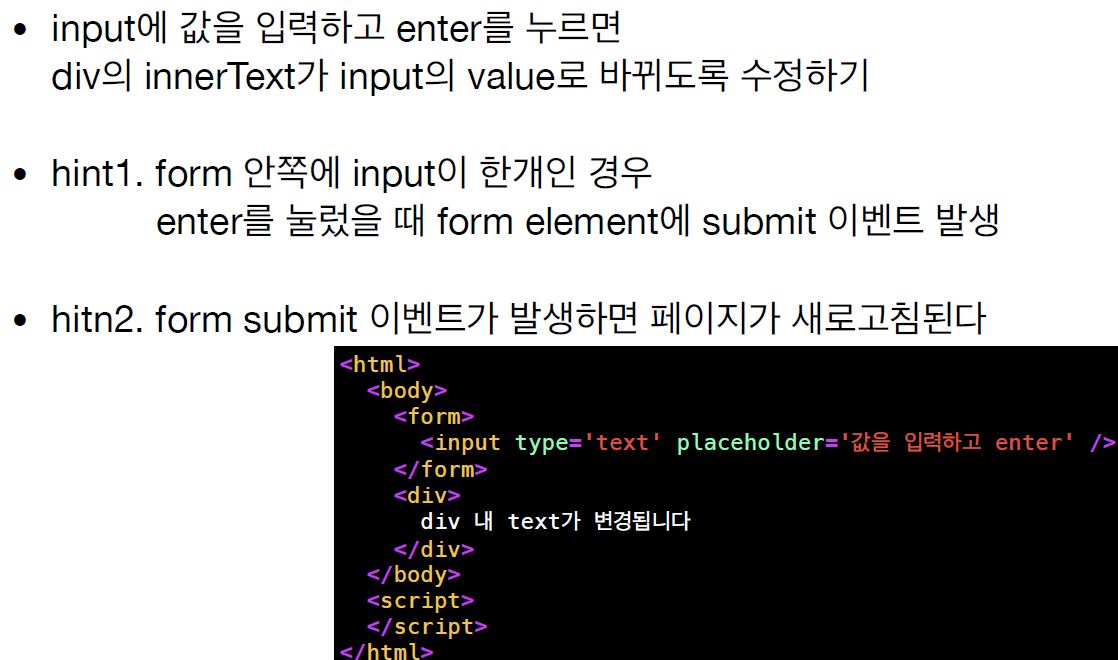 • input에 값을 입력하고 enter를 누르면
div의 innerText가 input의 value로 바뀌도록 수정하기
• hint1. form 안쪽에 input이 한개인 경우
enter를 눌렀을 때 form element에 submit 이벤트 발생
• hitn2. form submit 이벤트가 발생하면 페이지가 새로고침된다
<html>
  <body>
    <form>
      <input type='text' placeholder='값을 입력하고 enter' />
    </form>
    <div>
      div 내 text가 변경됩니다
    </div>
  </body>
  <script>
  </script>
</html>